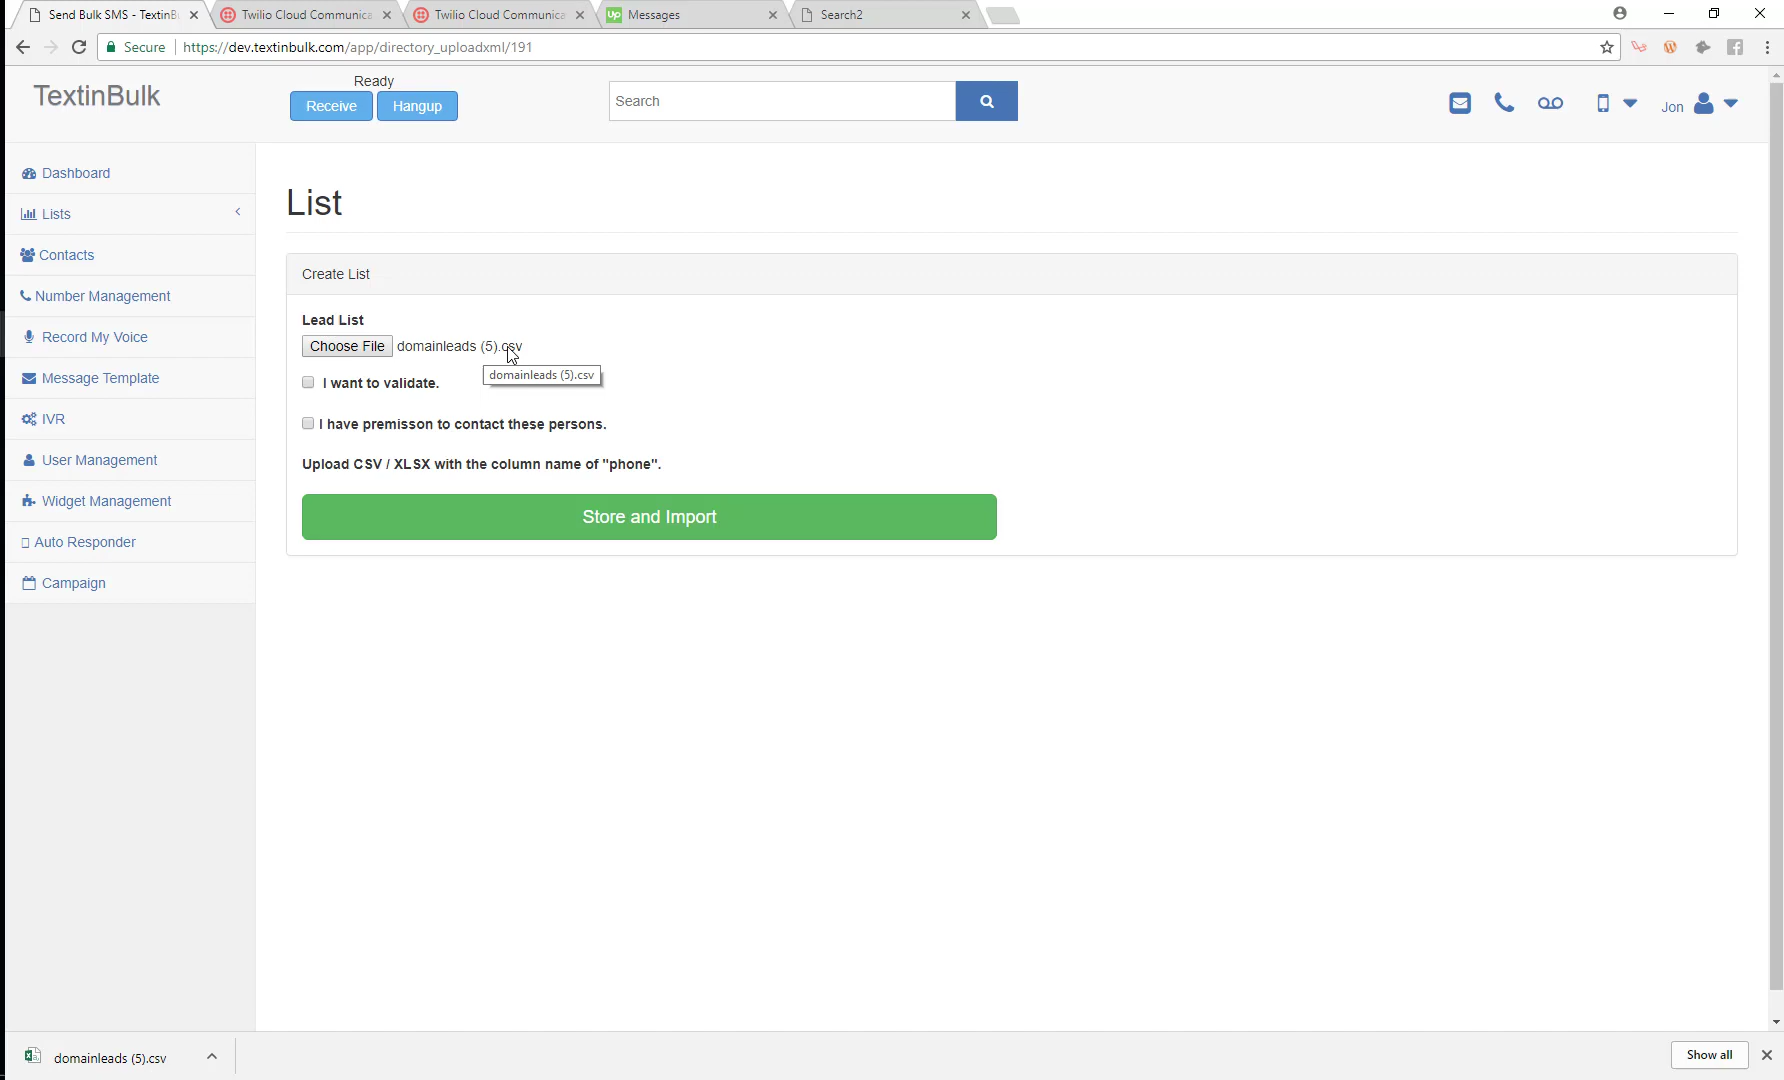 Send Bulk SMS - TextinBu
Twilio Cloud Communica
Twilio Cloud Communica
Up Messages
Search2
Secure
https://dev.textinbulk.com/app/directory_uploadxml/191
TextinBulk
Ready
Receive
Hangup
Search
Jon
Dashboard
Lists
Contacts
Number Management
Record My Voice
Message Template
IVR
User Management
Widget Management
Auto Responder
Campaign
List
Create List
Lead List
Choose File domainleads (5).csv
domainleads (5).csv
I want to validate.
I have premisson to contact these persons.
Upload CSV / XLSX with the column name of "phone".
Store and Import
domainleads (5).csv
Show all